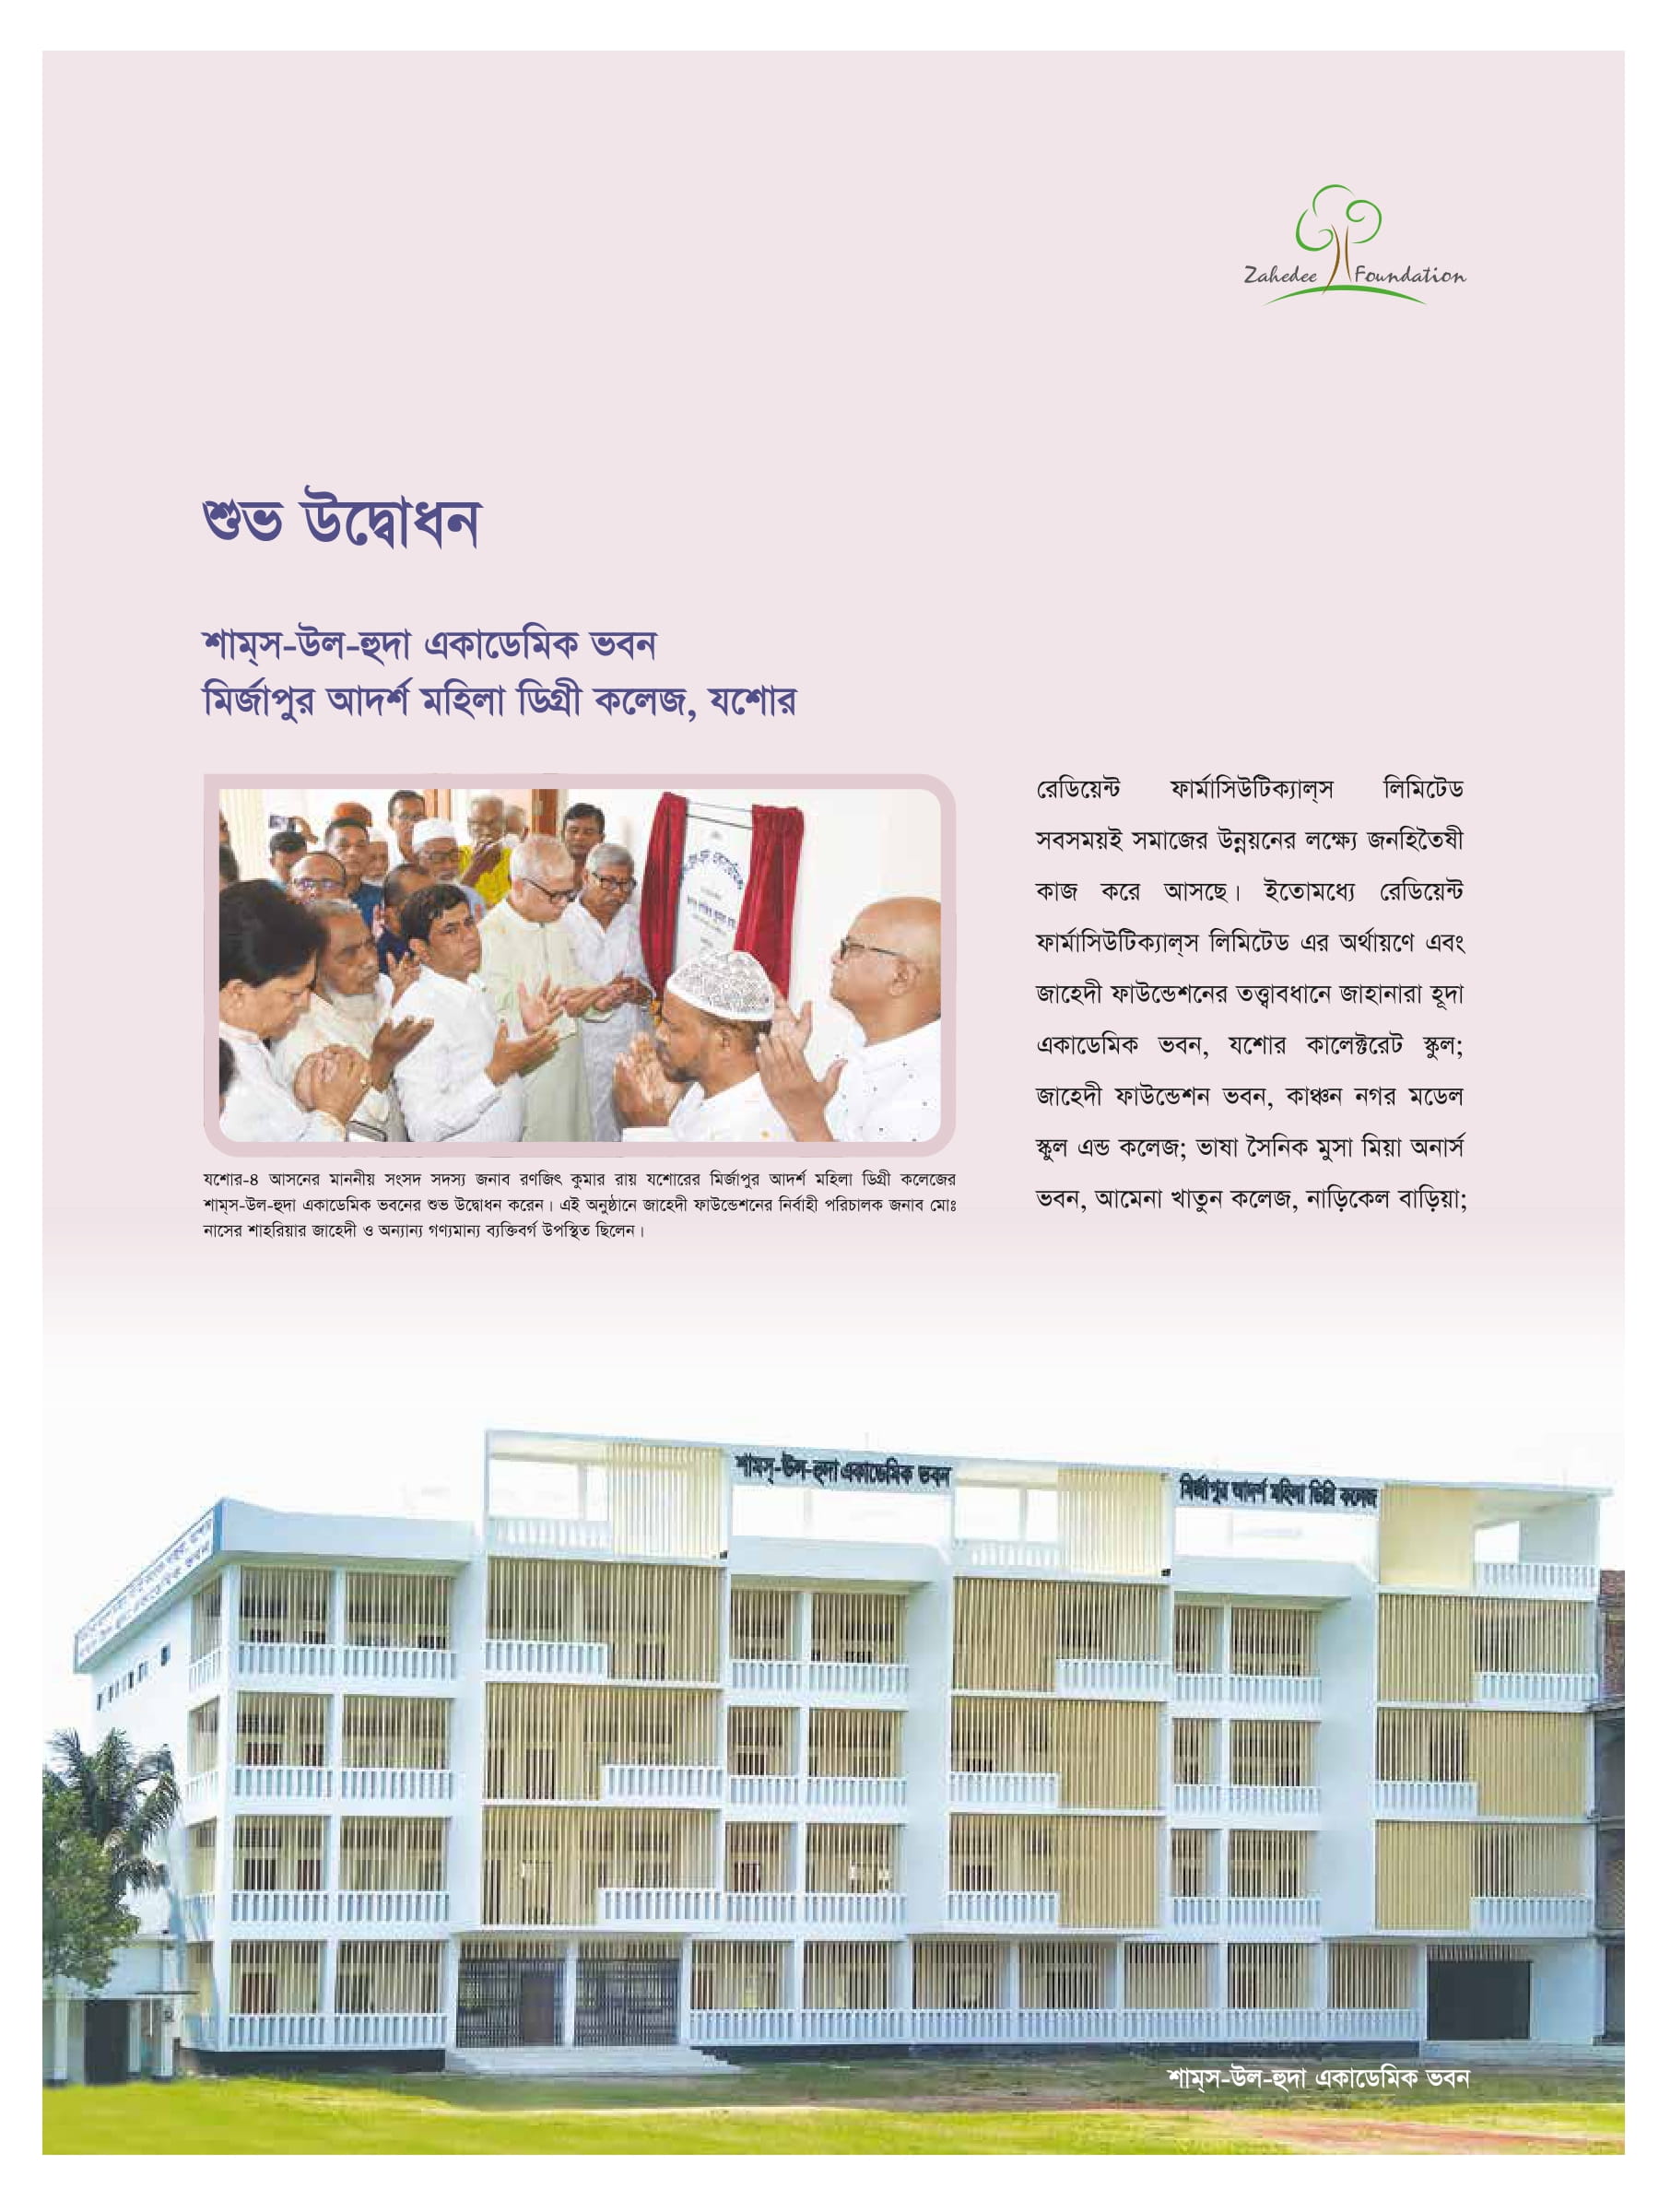 Zahedee Foundation
শুভ উদ্বোধন
শাম্‌স-উল-হুদা একাডেমিক ভবন
মির্জাপুর আদর্শ মহিলা ডিগ্রী কলেজ, যশোর
যশোর-৪ আসনের মাননীয় সংসদ সদস্য জনাব রণজিৎ কুমার রায় যশোরের মির্জাপুর আদর্শ মহিলা ডিগ্রী কলেজের
শাম্‌স-উল-হুদা একাডেমিক ভবনের শুভ উদ্বোধন করেন। এই অনুষ্ঠানে জাহেদী ফাউন্ডেশনের নির্বাহী পরিচালক জনাব মোঃ
নাসের শাহরিয়ার জাহেদী ও অন্যান্য গণ্যমান্য ব্যক্তিবর্গ উপস্থিত ছিলেন।
রেডিয়েন্ট ফার্মাসিউটিক্যাল্‌স লিমিটেড
সবসময়ই সমাজের উন্নয়নের লক্ষ্যে জনহিতৈষী
কাজ করে আসছে। ইতোমধ্যে রেডিয়েন্ট
ফার্মাসিউটিক্যাল্‌স লিমিটেড এর অর্থায়ণে এবং
জাহেদী ফাউন্ডেশনের তত্ত্বাবধানে জাহানারা হূদা
একাডেমিক ভবন, যশোর কালেক্টরেট স্কুল;
জাহেদী ফাউন্ডেশন ভবন, কাঞ্চন নগর মডেল
স্কুল এন্ড কলেজ; ভাষা সৈনিক মুসা মিয়া অনার্স
ভবন, আমেনা খাতুন কলেজ, নাড়িকেল বাড়িয়া;
শামস্-উল-হুদা একাডেমিক ভবন
মির্জাপুর আদর্শ মহিলা ডিগ্রি কলেজ
শাম্‌স-উল-হুদা একাডেমিক ভবন